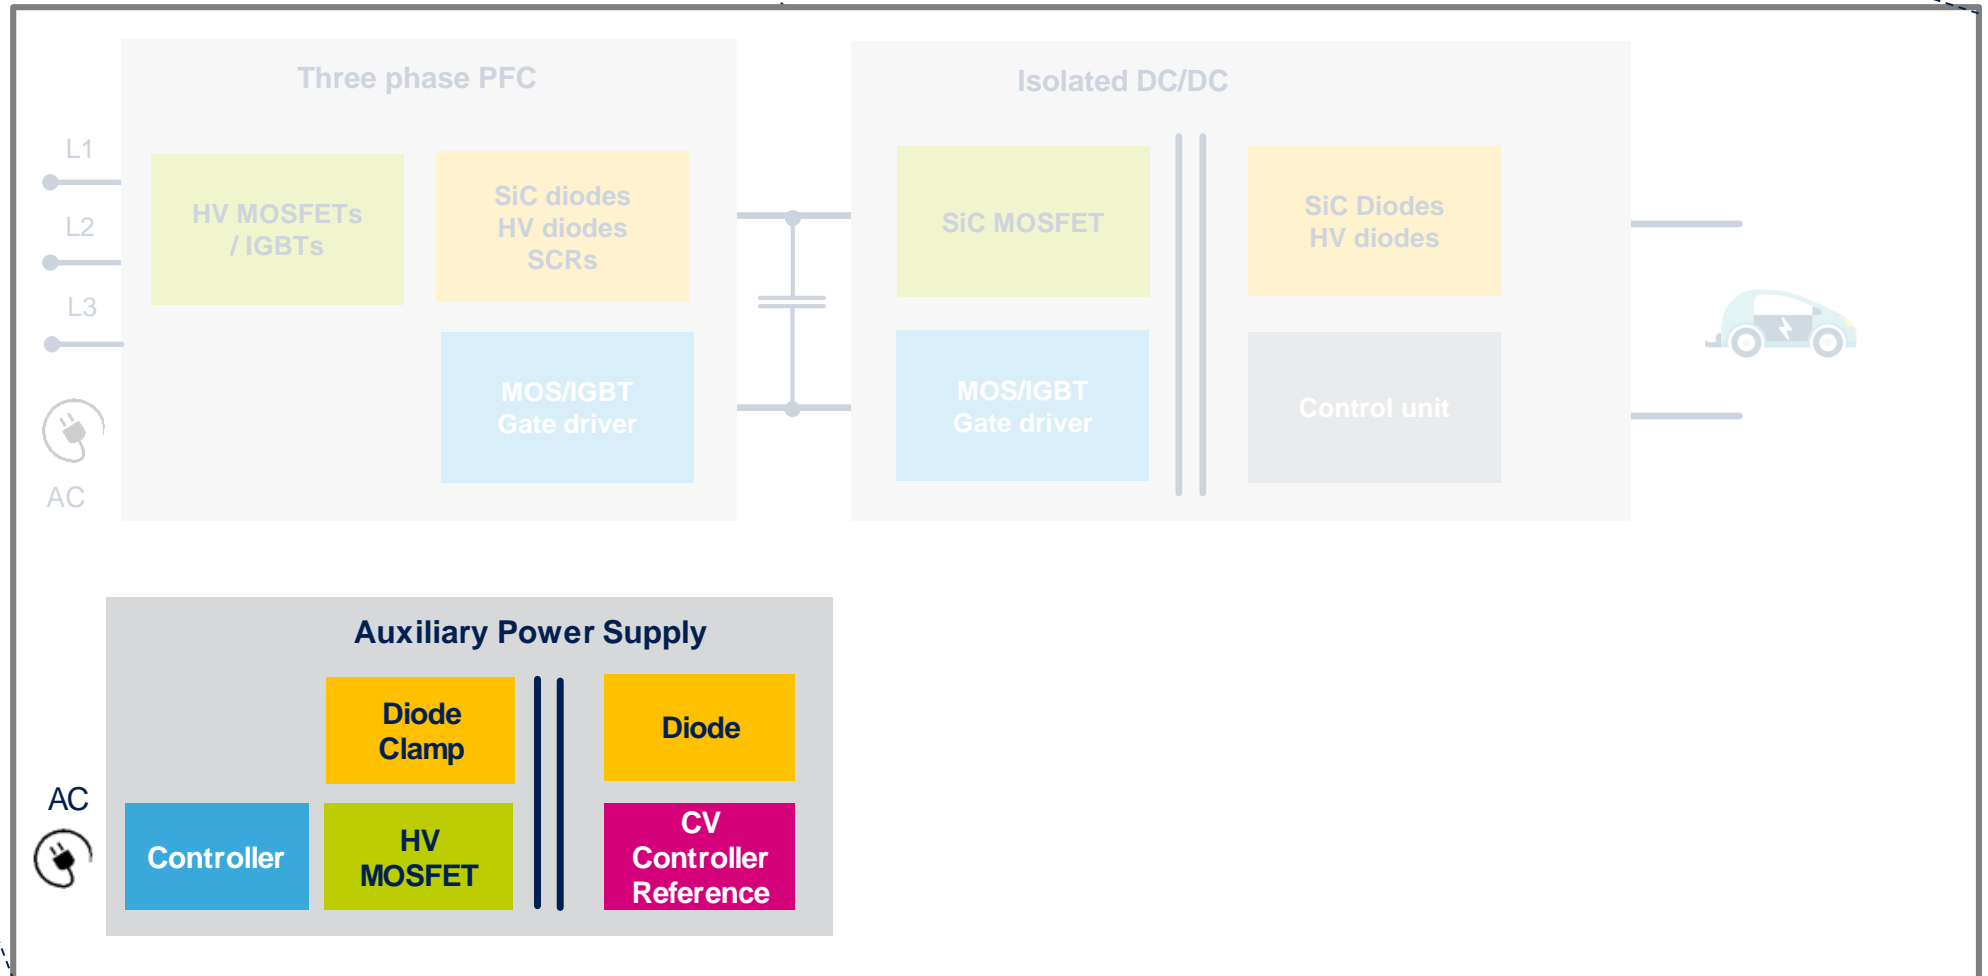 Three phase PFC
Isolated DC/DC
L1
L2
L3
AC
HV MOSFETs
/ IGBTs
SiC diodes
HV diodes
SCRs
MOS/IGBT
Gate driver
SiC MOSFET
SiC Diodes
HV diodes
MOS/IGBT
Gate driver
Control unit
Auxiliary Power Supply
Diode
Clamp
Diode
AC
Controller
HV
MOSFET
CV
Controller
Reference